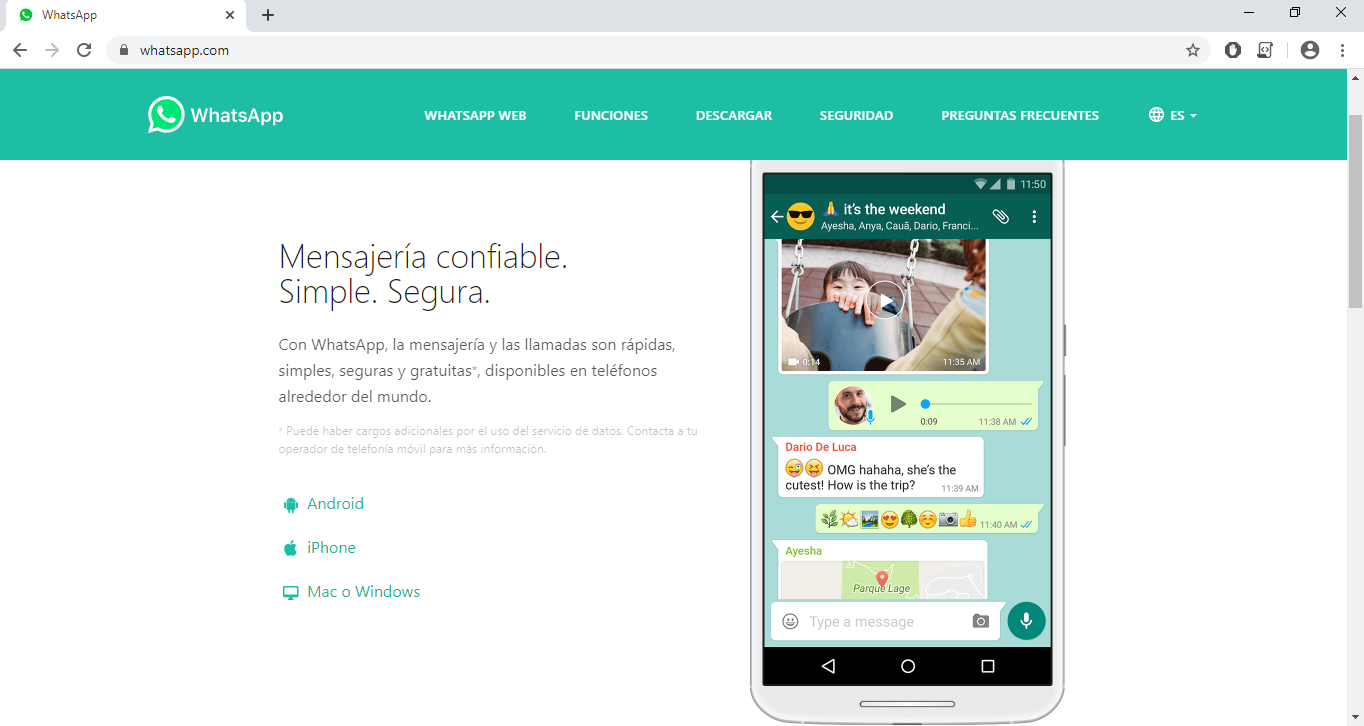 WhatsApp
whatsapp.com
WhatsApp
WHATSAPP WEB
FUNCIONES
DESCARGAR
SEGURIDAD
PREGUNTAS FRECUENTES
ES
Mensajería confiable.
Simple. Segura.
Con WhatsApp, la mensajería y las llamadas son rápidas,
simples, seguras y gratuitas*, disponibles en teléfonos
alrededor del mundo.
* Puede haber cargos adicionales por el uso del servicio de datos. Contacta a tu
operador de telefonía móvil para más información.
Android
iPhone
Mac o Windows
11:50
🙏 it's the weekend
Ayesha, Anya, Cauã, Dario, Franci...
0:14
11:35 AM
0:09
11:38 AM
Dario De Luca
😜😝 OMG hahaha, she's the
cutest! How is the trip?
11:39 AM
🌿🌤🏞😍🌳☺📷👍 11:40 AM
Ayesha
Parque Lage
Type a message